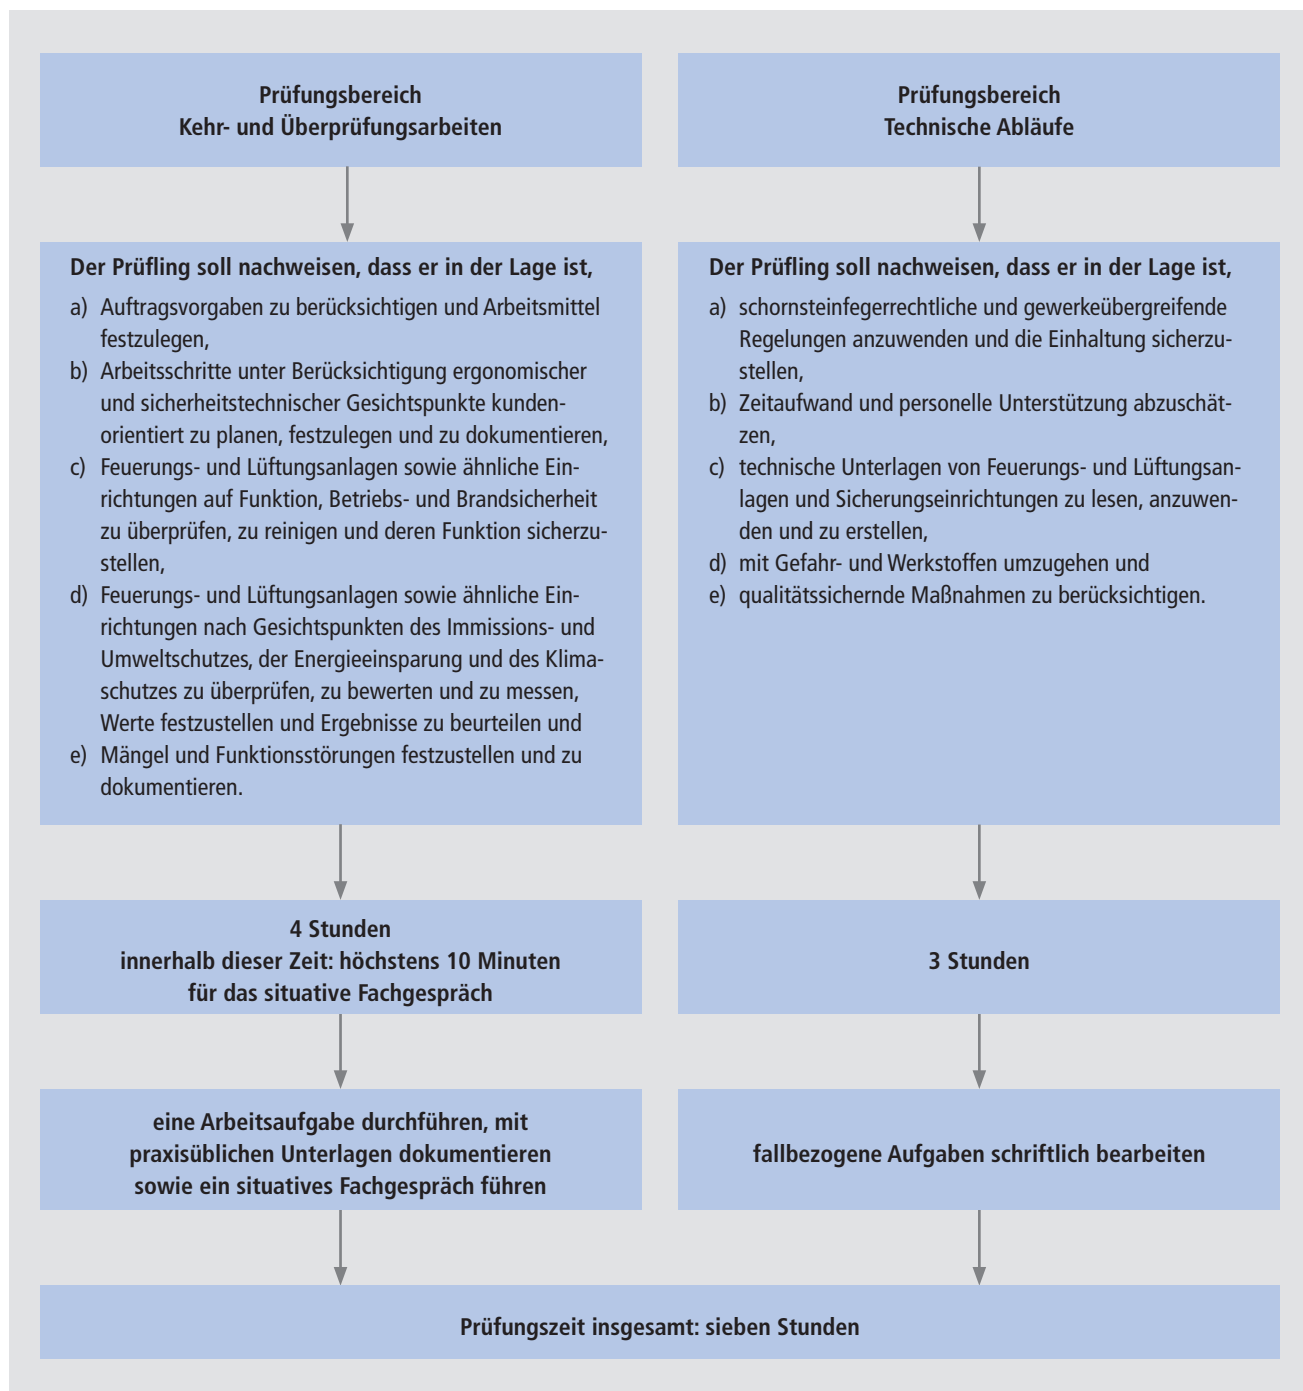 Prüfungsbereich
Kehr- und Überprüfungsarbeiten
Prüfungsbereich
Technische Abläufe
Der Prüfling soll nachweisen, dass er in der Lage ist,
a) Auftragsvorgaben zu berücksichtigen und Arbeitsmittel
festzulegen,
b) Arbeitsschritte unter Berücksichtigung ergonomischer
und sicherheitstechnischer Gesichtspunkte kunden-
orientiert zu planen, festzulegen und zu dokumentieren,
c) Feuerungs- und Lüftungsanlagen sowie ähnliche Ein-
richtungen auf Funktion, Betriebs- und Brandsicherheit
zu überprüfen, zu reinigen und deren Funktion sicherzu-
stellen,
d) Feuerungs- und Lüftungsanlagen sowie ähnliche Ein-
richtungen nach Gesichtspunkten des Immissions- und
Umweltschutzes, der Energieeinsparung und des Klima-
schutzes zu überprüfen, zu bewerten und zu messen,
Werte festzustellen und Ergebnisse zu beurteilen und
e) Mängel und Funktionsstörungen festzustellen und zu
dokumentieren.
Der Prüfling soll nachweisen, dass er in der Lage ist,
a) schornsteinfegerrechtliche und gewerkeübergreifende
Regelungen anzuwenden und die Einhaltung sicherzu-
stellen,
b) Zeitaufwand und personelle Unterstützung abzuschät-
zen,
c) technische Unterlagen von Feuerungs- und Lüftungsan-
lagen und Sicherungseinrichtungen zu lesen, anzuwen-
den und zu erstellen,
d) mit Gefahr- und Werkstoffen umzugehen und
e) qualitätssichernde Maßnahmen zu berücksichtigen.
4 Stunden
innerhalb dieser Zeit: höchstens 10 Minuten
für das situative Fachgespräch
3 Stunden
eine Arbeitsaufgabe durchführen, mit
praxisüblichen Unterlagen dokumentieren
sowie ein situatives Fachgespräch führen
fallbezogene Aufgaben schriftlich bearbeiten
Prüfungszeit insgesamt: sieben Stunden